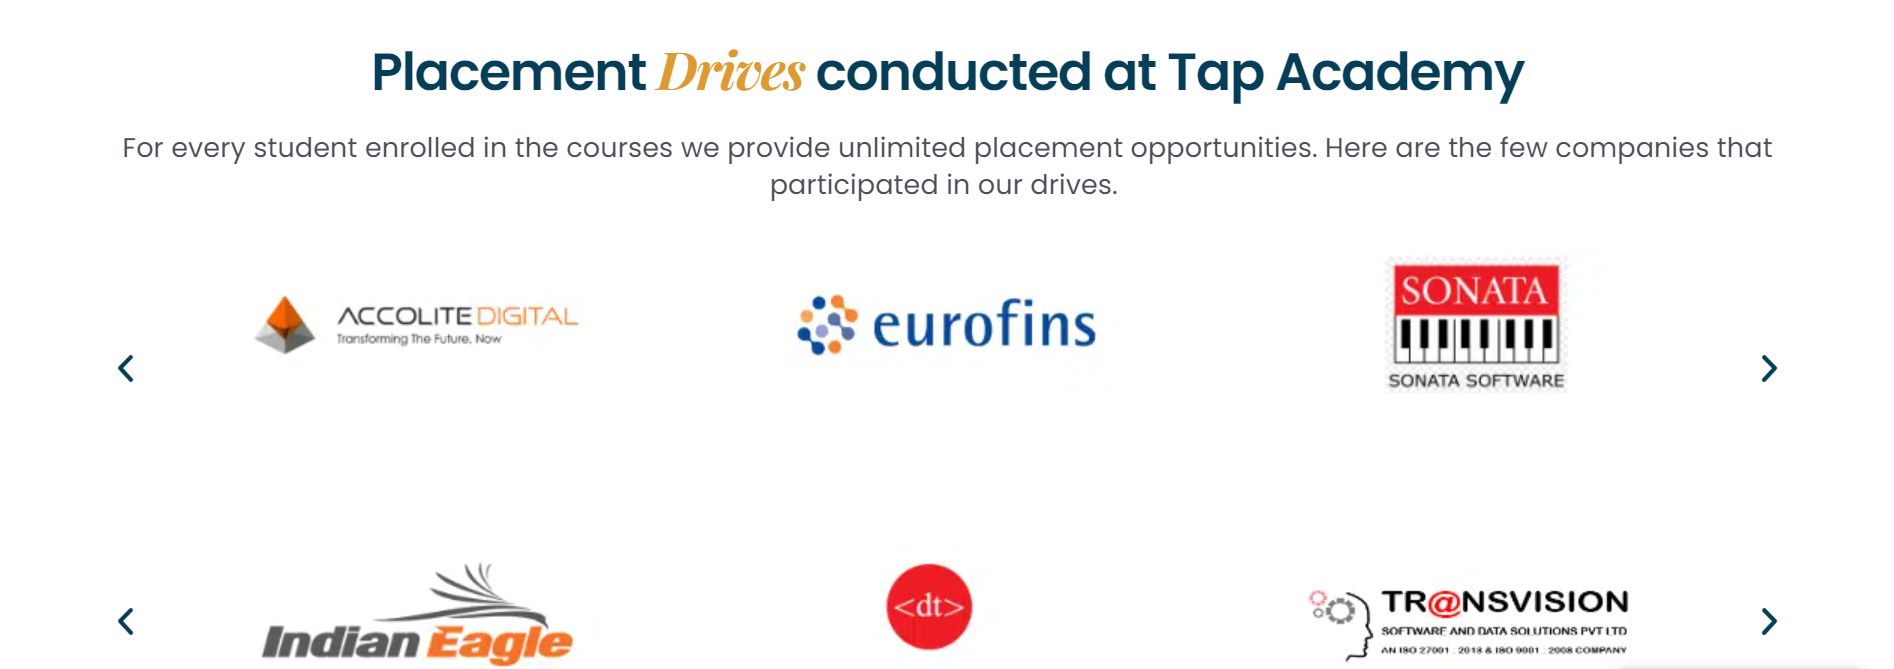 Placement Drives conducted at Tap Academy
For every student enrolled in the courses we provide unlimited placement opportunities. Here are the few companies that
participated in our drives.
ACCOLITE DIGITAL
Transforming The Future, Now
eurofins
SONATA
SONATA SOFTWARE
Indian Eagle
<dt>
TR@NSVISION
SOFTWARE AND DATA SOLUTIONS PVT LTD
AN ISO 27001 : 2013 & ISO 9001 : 2008 COMPANY